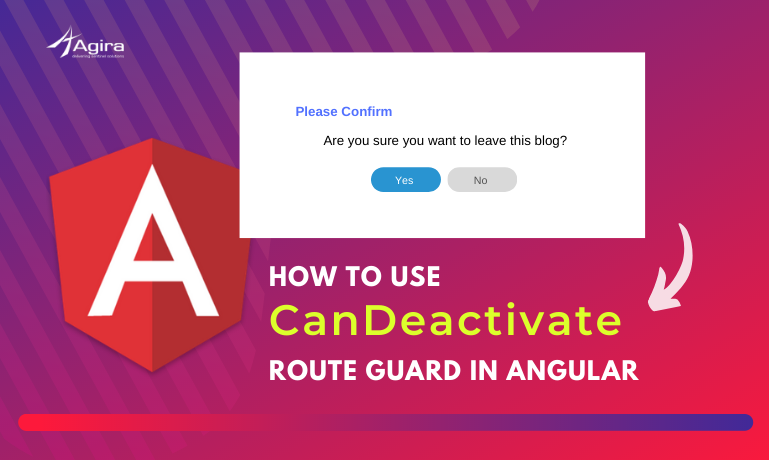 Agira
Please Confirm
Are you sure you want to leave this blog?
Yes
No
HOW TO USE
CanDeactivate
ROUTE GUARD IN ANGULAR